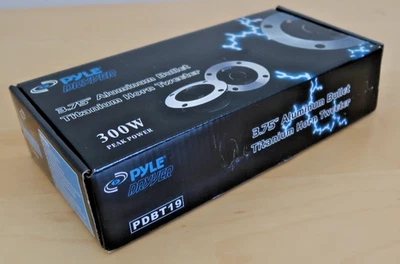 PYLE
DRIVER
3.75" Aluminum Bullet
Titanium Horn Tweeter
300W
PEAK POWER
PYLE
DRIVER
PDBT19
3.75" Aluminum Bullet
Titanium Horn Tweeter